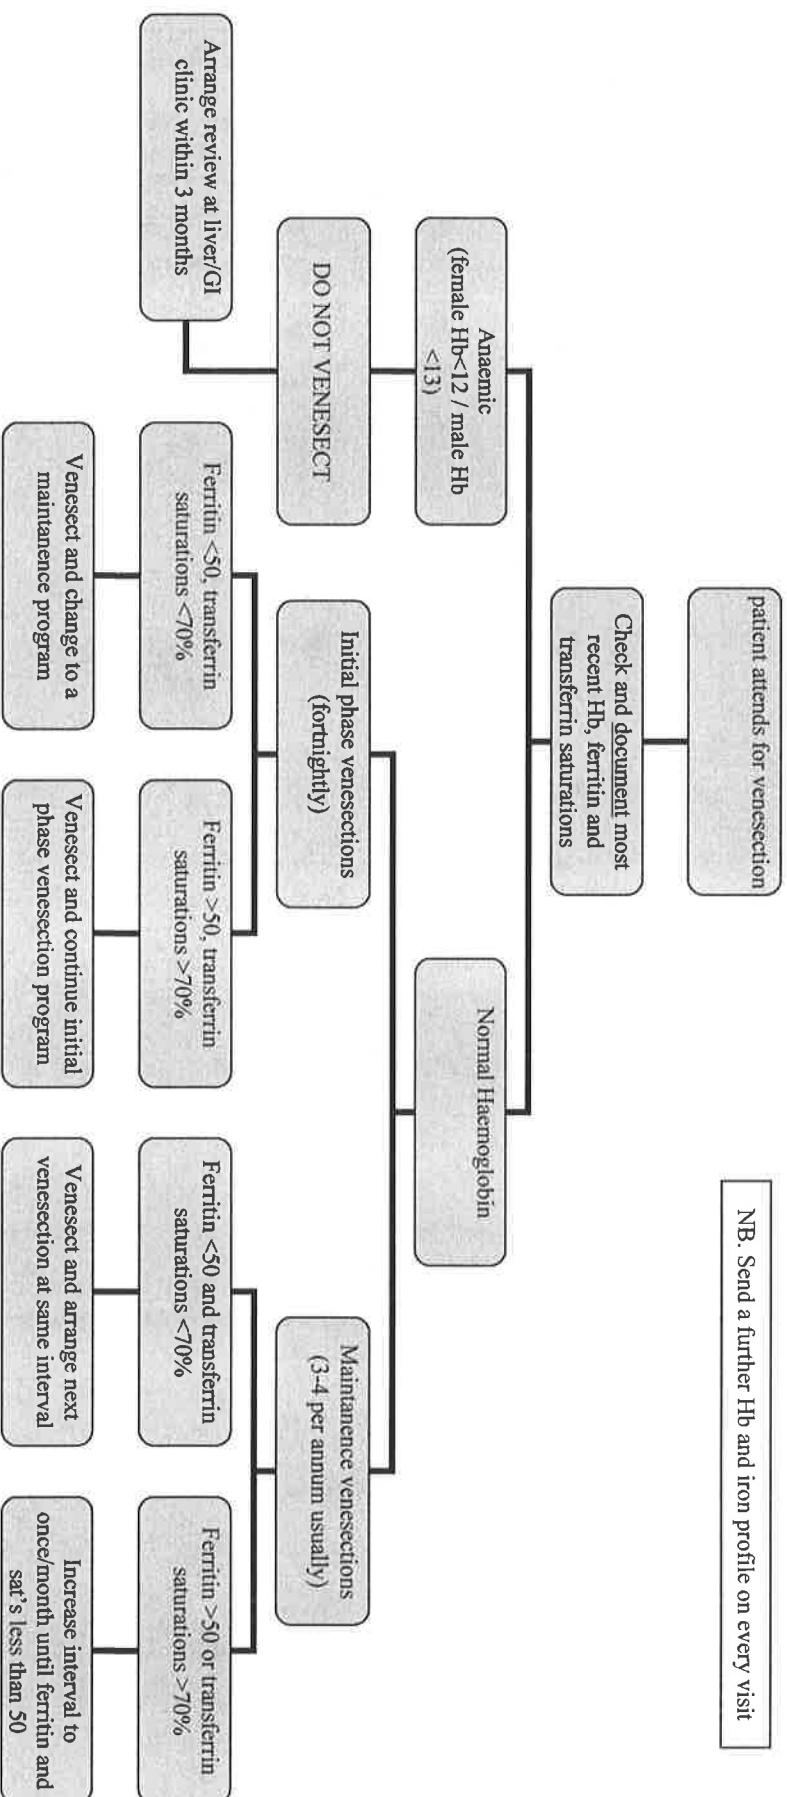 patient attends for venesection
NB. Send a further Hb and iron profile on every visit
Check and document most
recent Hb, ferritin and
transferrin saturations
Anaemic
(female Hb<12 / male Hb
<13)
Normal Haemoglobin
DO NOT VENESECT
Initial phase venesections
(fortnightly)
Maintanence venesections
(3-4 per annum usually)
Arrange review at liver/GI
clinic within 3 months
Ferritin <50, transferrin
saturations <70%
Ferritin >50, transferrin
saturations >70%
Ferritin <50 and transferrin
saturations <70%
Ferritin >50 or transferrin
saturations >70%
Venesect and change to a
maintanence program
Venesect and continue initial
phase venesection program
Venesect and arrange next
venesection at same interval
Increase interval to
once/month until ferritin and
sat's less than 50